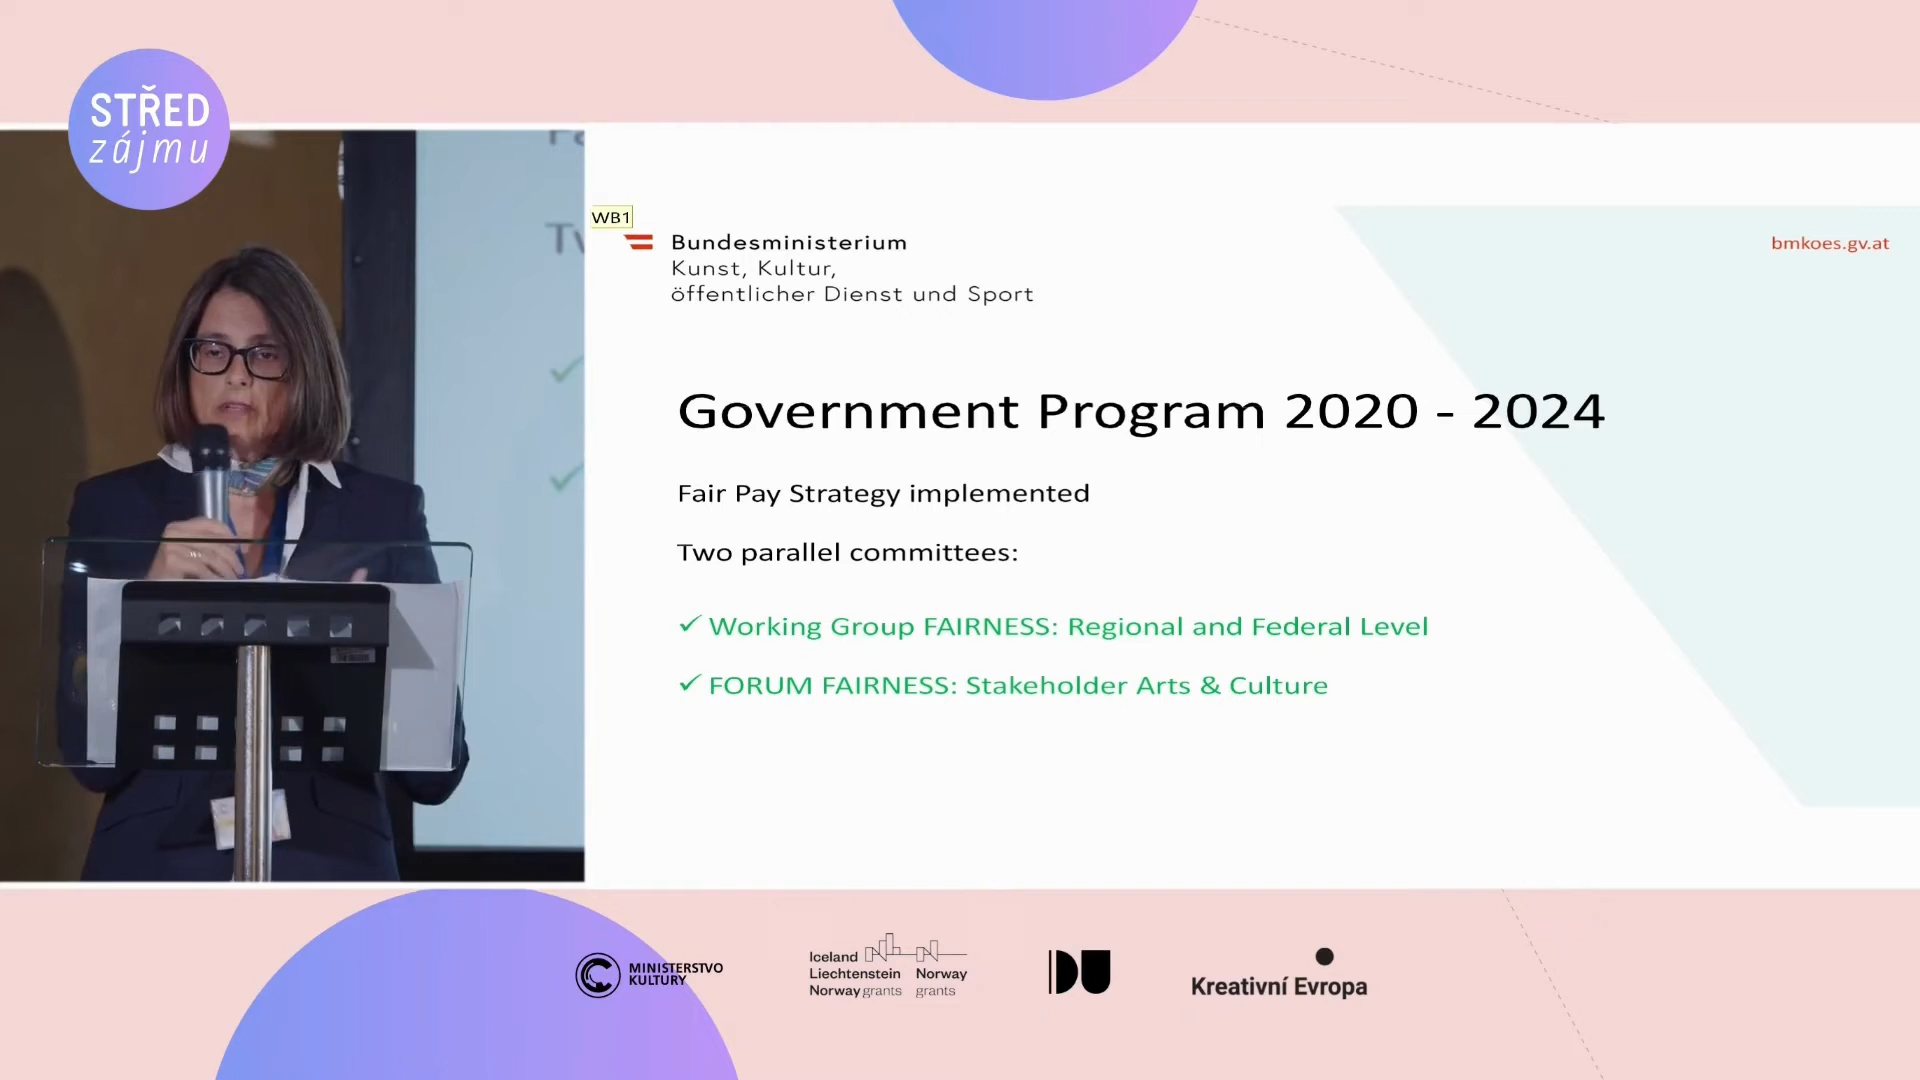 STŘED
zájmu
WB1
Bundesministerium
Kunst, Kultur,
öffentlicher Dienst und Sport
bmkoes.gv.at
Government Program 2020 - 2024
Fair Pay Strategy implemented
Two parallel committees:
✓ Working Group FAIRNESS: Regional and Federal Level
✓ FORUM FAIRNESS: Stakeholder Arts & Culture
MINISTERSTVO
KULTURY
Iceland
Liechtenstein
Norway grants
Norway
grants
DU
Kreativní Evropa